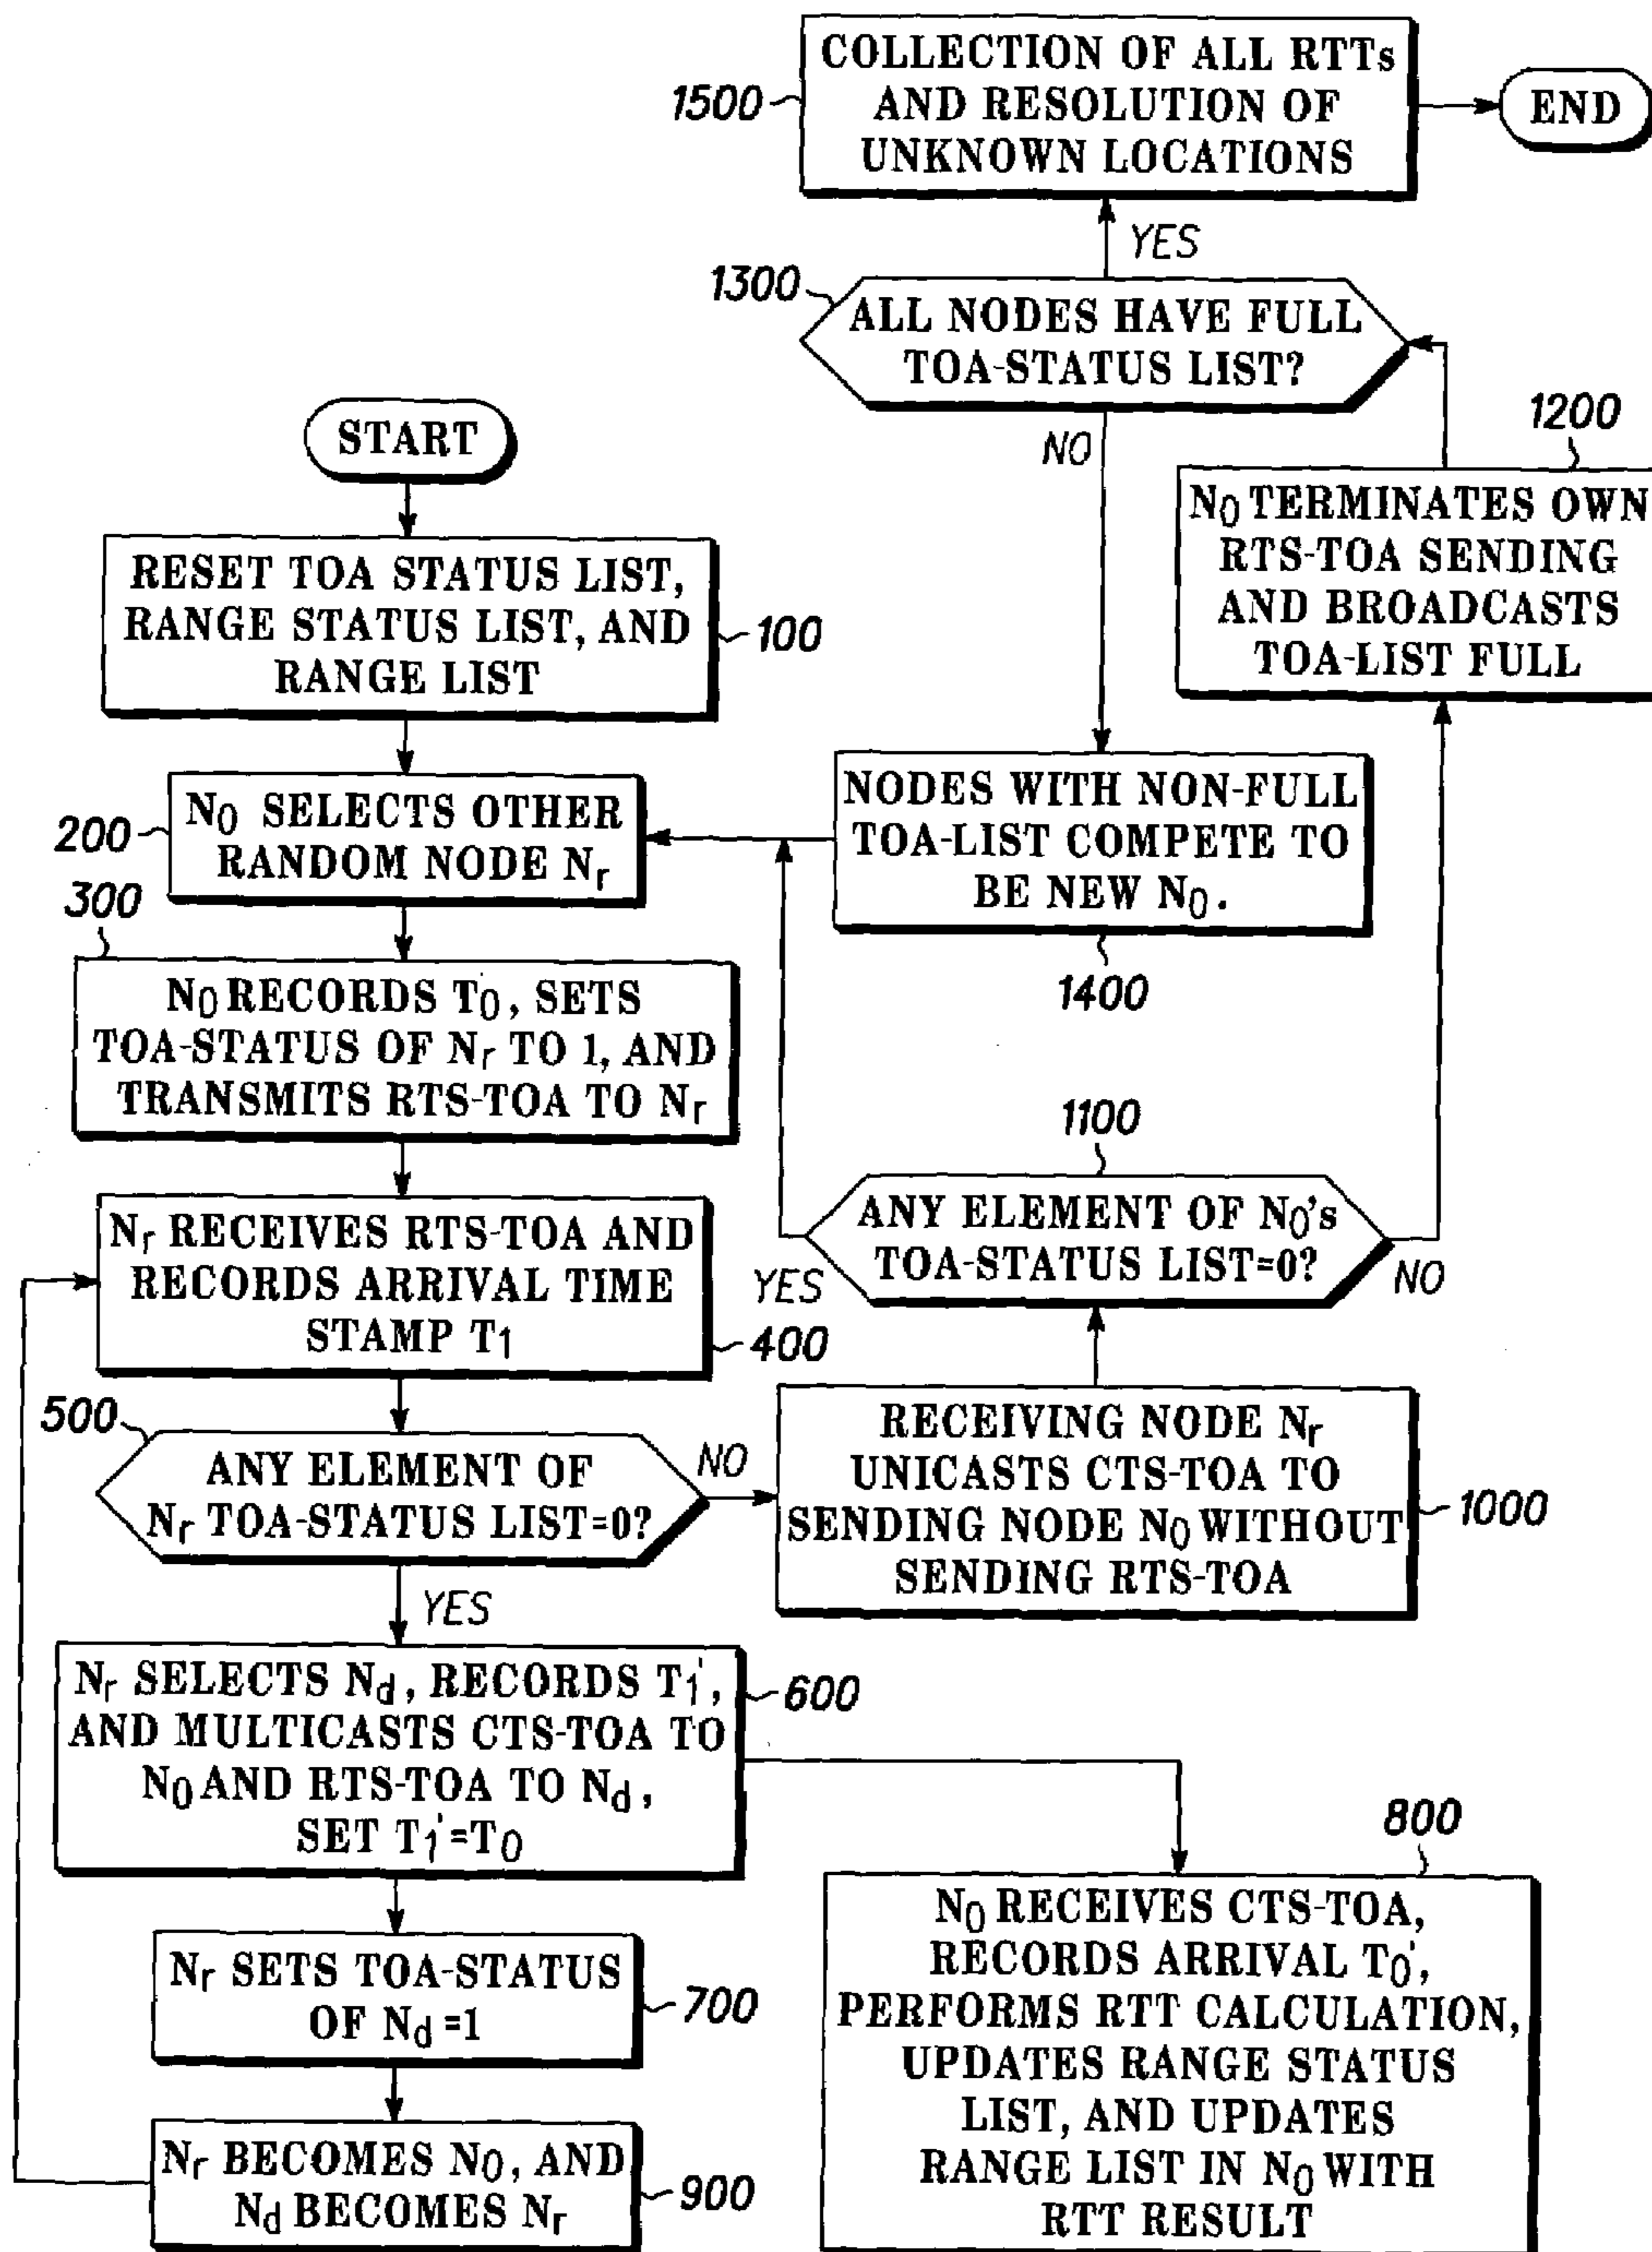 COLLECTION OF ALL RTTs
AND RESOLUTION OF
UNKNOWN LOCATIONS
1500
END
YES
1300
ALL NODES HAVE FULL
TOA-STATUS LIST?
NO
1200
N0 TERMINATES OWN
RTS-TOA SENDING
AND BROADCASTS
TOA-LIST FULL
START
RESET TOA STATUS LIST,
RANGE STATUS LIST, AND
RANGE LIST
100
N0 SELECTS OTHER
RANDOM NODE Nr
200
NODES WITH NON-FULL
TOA-LIST COMPETE TO
BE NEW N0.
1400
300
N0 RECORDS T0, SETS
TOA-STATUS OF Nr TO 1, AND
TRANSMITS RTS-TOA TO Nr
1100
ANY ELEMENT OF N0's
TOA-STATUS LIST=0?
YES
NO
Nr RECEIVES RTS-TOA AND
RECORDS ARRIVAL TIME
STAMP T1
400
500
ANY ELEMENT OF
Nr TOA-STATUS LIST=0?
NO
YES
RECEIVING NODE Nr
UNICASTS CTS-TOA TO
SENDING NODE N0 WITHOUT
SENDING RTS-TOA
1000
Nr SELECTS Nd, RECORDS T1',
AND MULTICASTS CTS-TOA TO
N0 AND RTS-TOA TO Nd,
SET T1'=T0
600
800
N0 RECEIVES CTS-TOA,
RECORDS ARRIVAL T0',
PERFORMS RTT CALCULATION,
UPDATES RANGE STATUS
LIST, AND UPDATES
RANGE LIST IN N0 WITH
RTT RESULT
Nr SETS TOA-STATUS
OF Nd=1
700
Nr BECOMES N0, AND
Nd BECOMES Nr
900